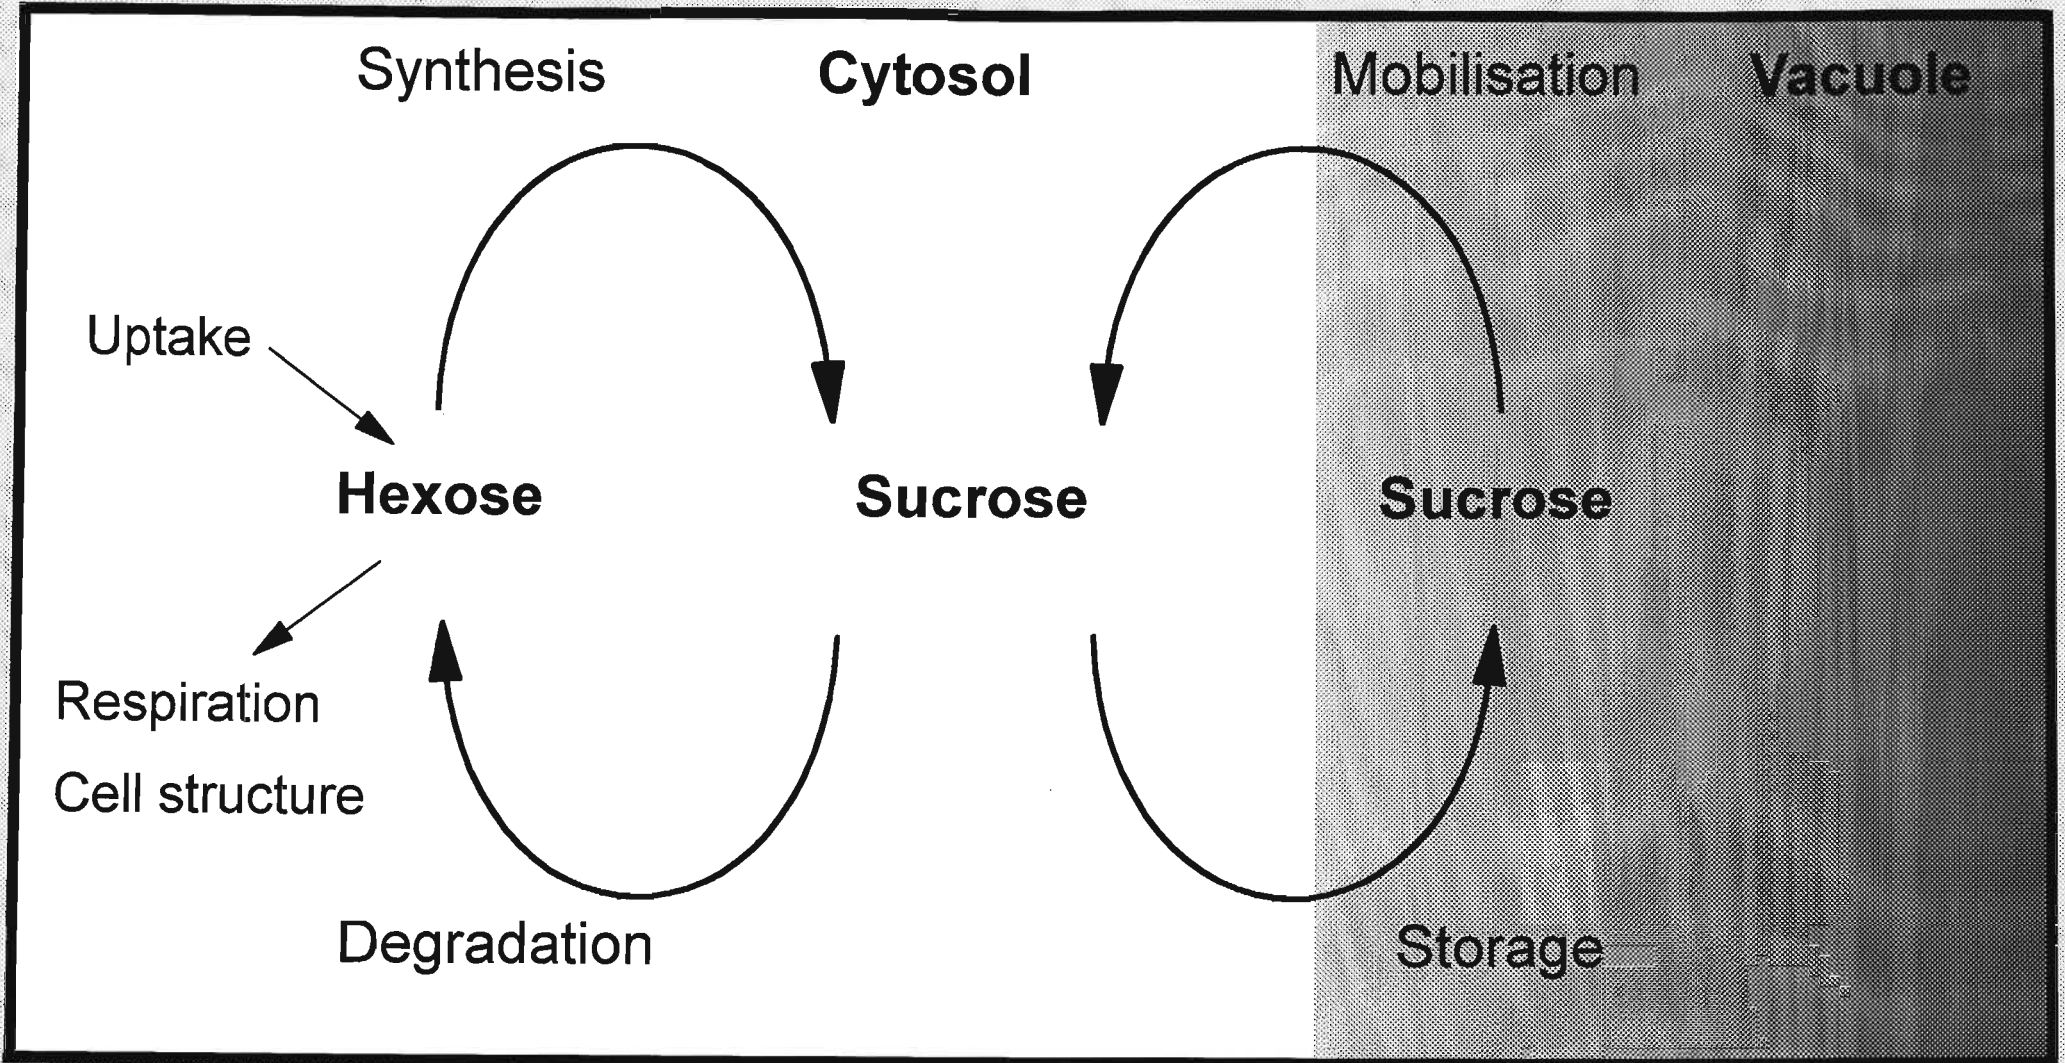 Synthesis Cytosol Mobilisation Vacuole
Uptake
Hexose Sucrose Sucrose
Respiration
Cell structure
Degradation Storage